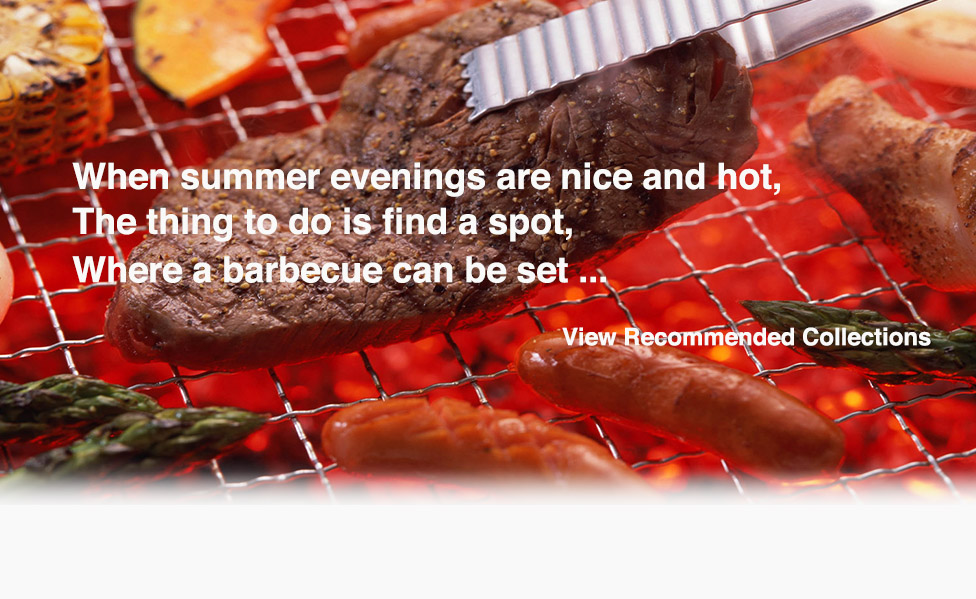 When summer evenings are nice and hot,
The thing to do is find a spot,
Where a barbecue can be set ...
View Recommended Collections